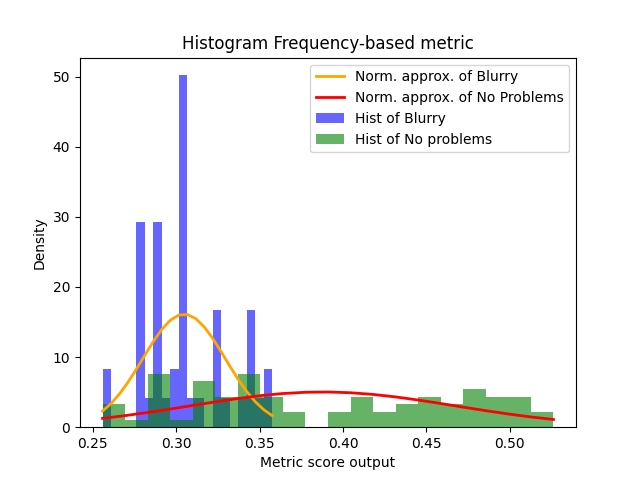 Histogram Frequency-based metric
Norm. approx. of Blurry
Norm. approx. of No Problems
Hist of Blurry
Hist of No problems
50
40
30
20
10
0
Density
0.25 0.30 0.35 0.40 0.45 0.50
Metric score output